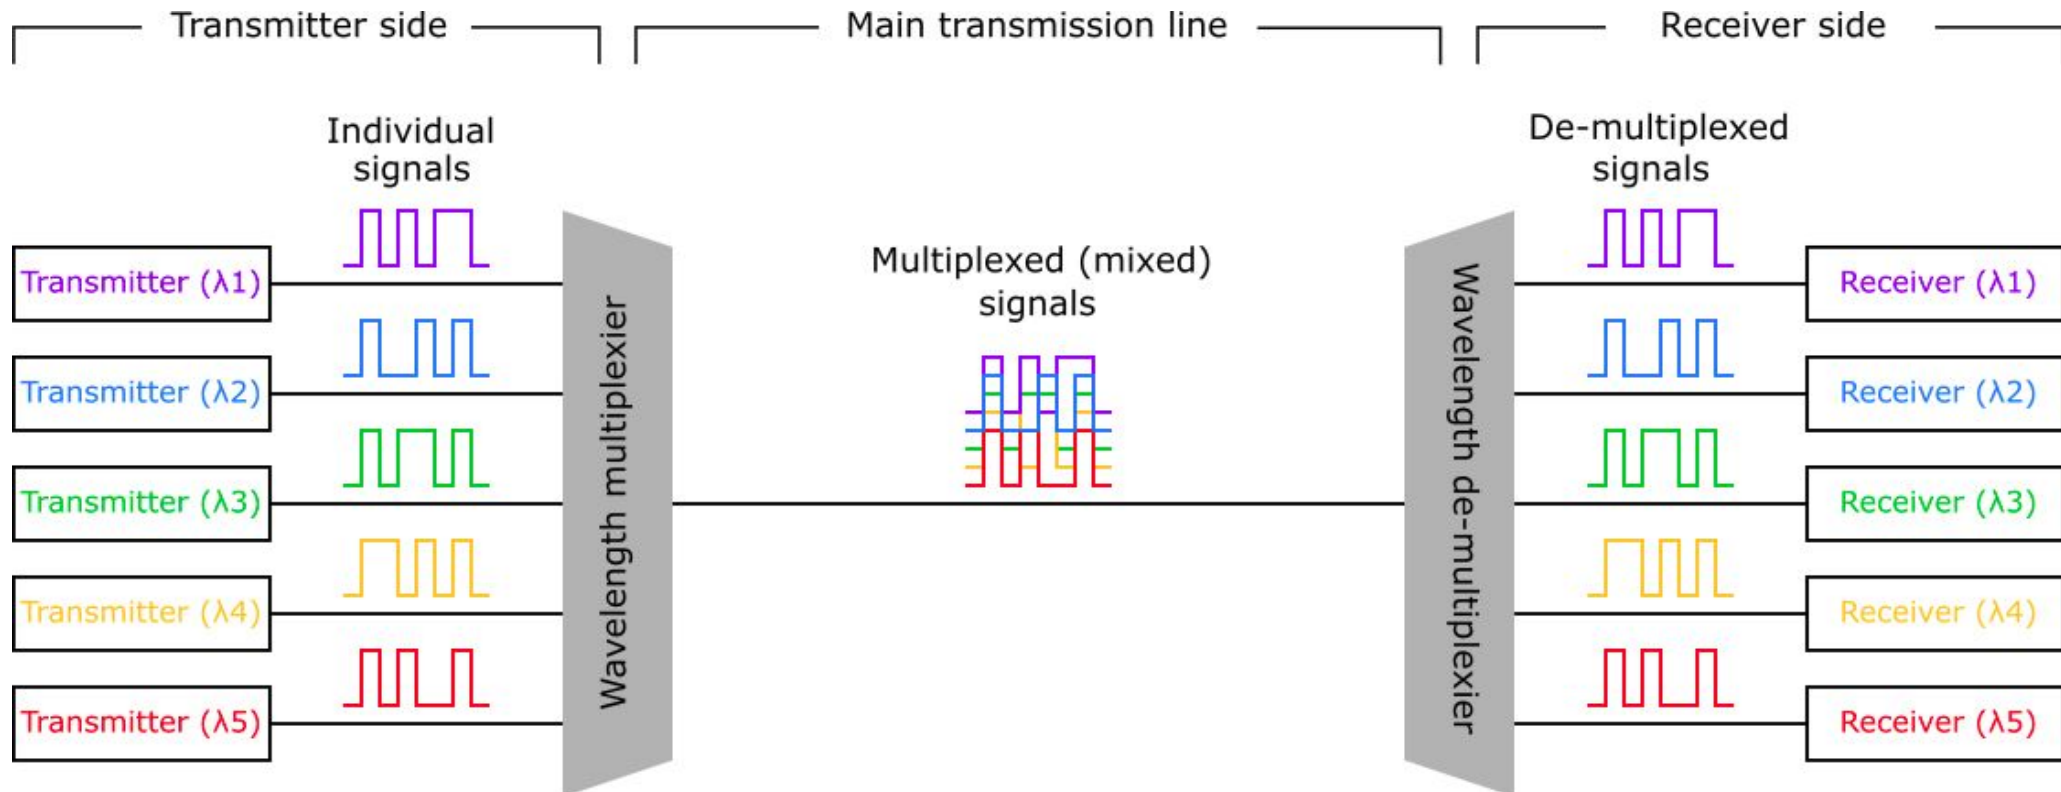 Transmitter side
Main transmission line
Receiver side
Individual
signals
De-multiplexed
signals
Multiplexed (mixed)
signals
Transmitter (λ1)
Transmitter (λ2)
Transmitter (λ3)
Transmitter (λ4)
Transmitter (λ5)
Wavelength multiplexier
Wavelength de-multiplexier
Receiver (λ1)
Receiver (λ2)
Receiver (λ3)
Receiver (λ4)
Receiver (λ5)